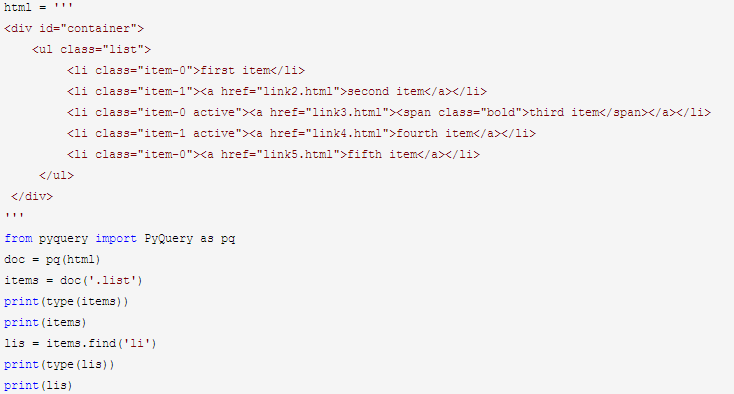 html = '''
<div id="container">
    <ul class="list">
         <li class="item-0">first item</li>
         <li class="item-1"><a href="link2.html">second item</a></li>
         <li class="item-0 active"><a href="link3.html"><span class="bold">third item</span></a></li>
         <li class="item-1 active"><a href="link4.html">fourth item</a></li>
         <li class="item-0"><a href="link5.html">fifth item</a></li>
     </ul>
 </div>
'''
from pyquery import PyQuery as pq
doc = pq(html)
items = doc('.list')
print(type(items))
print(items)
lis = items.find('li')
print(type(lis))
print(lis)